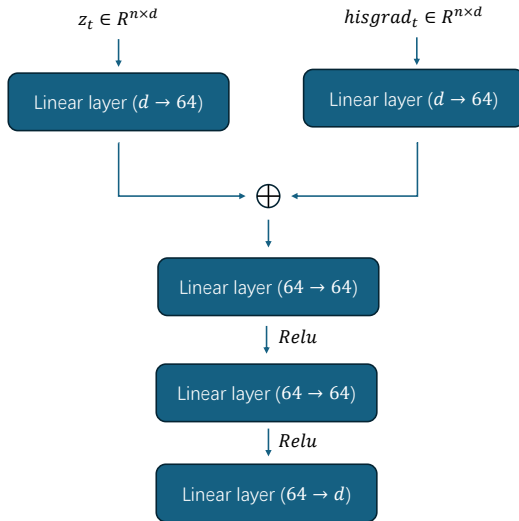 z_t ∈ R^{n×d}
hisgrad_t ∈ R^{n×d}
Linear layer (d → 64)
Linear layer (d → 64)
Linear layer (64 → 64)
Relu
Linear layer (64 → 64)
Relu
Linear layer (64 → d)